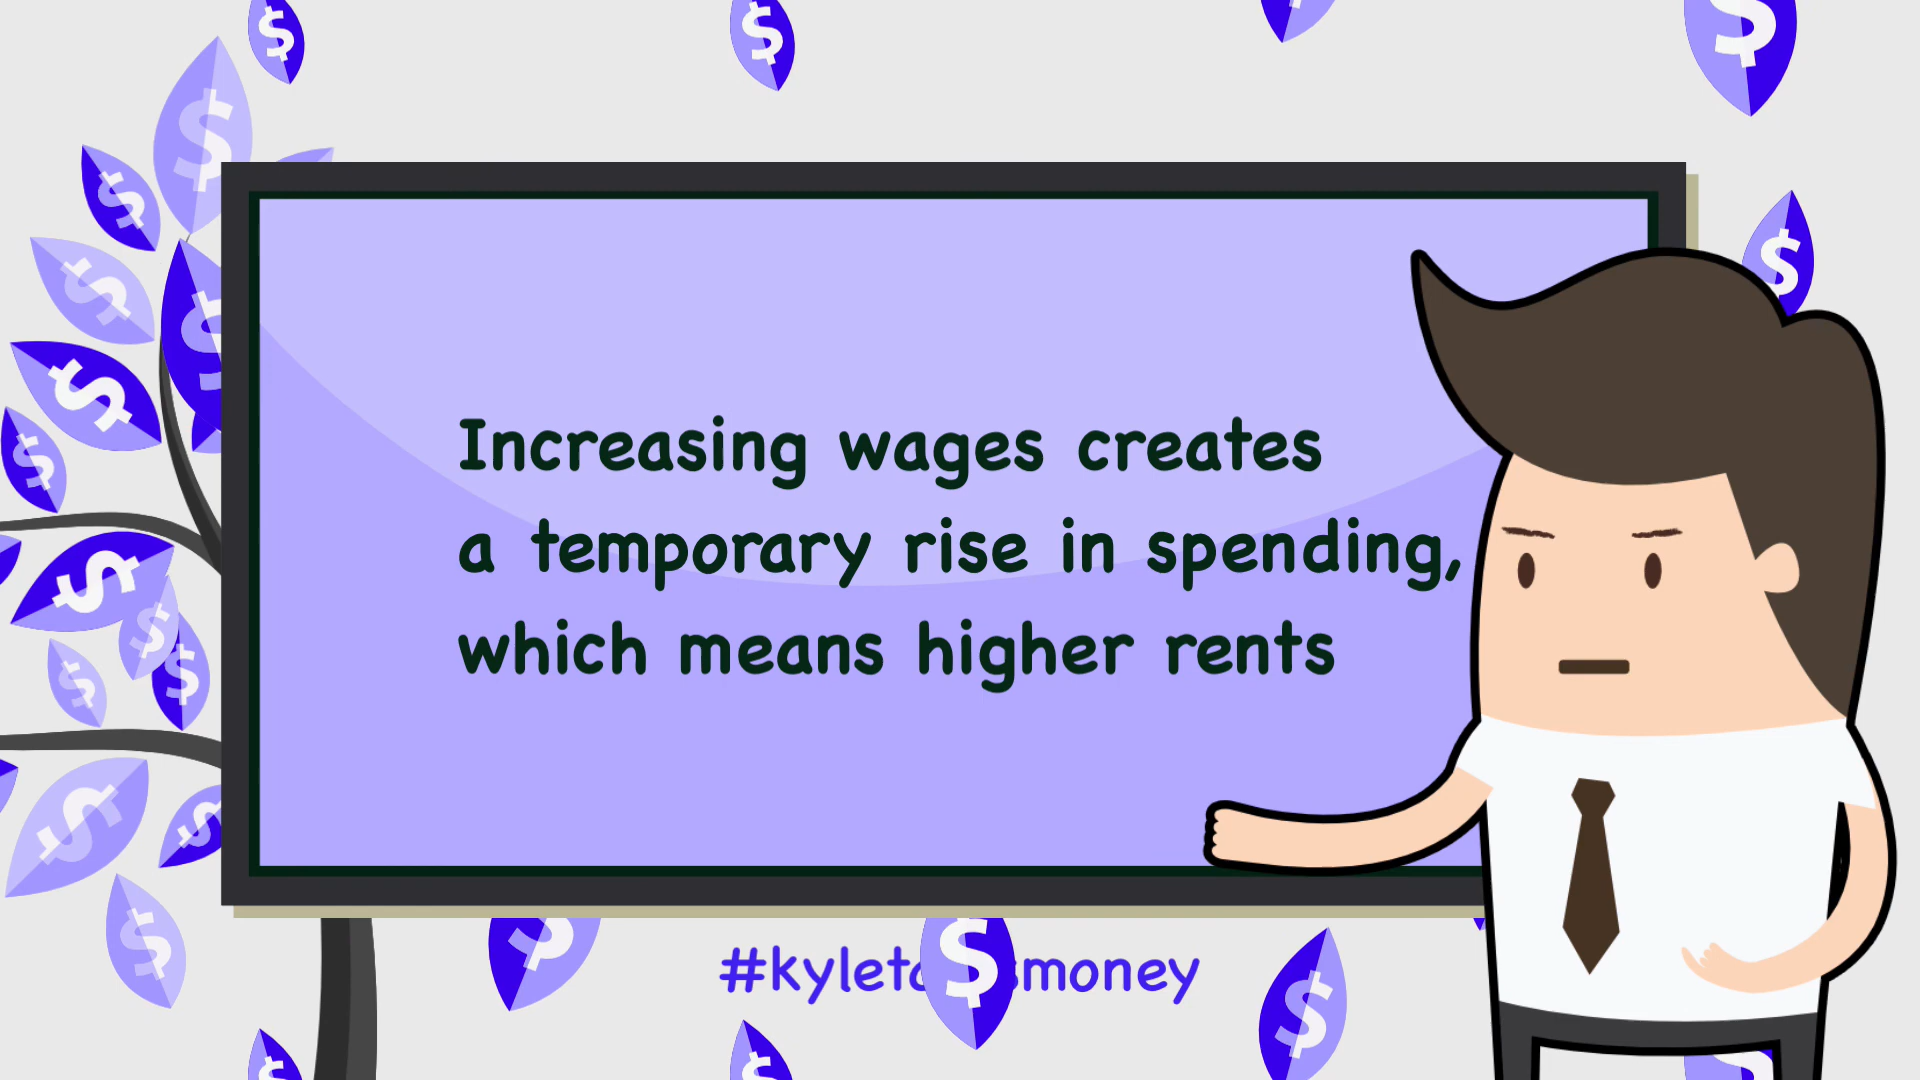 Increasing wages creates
a temporary rise in spending,
which means higher rents
$